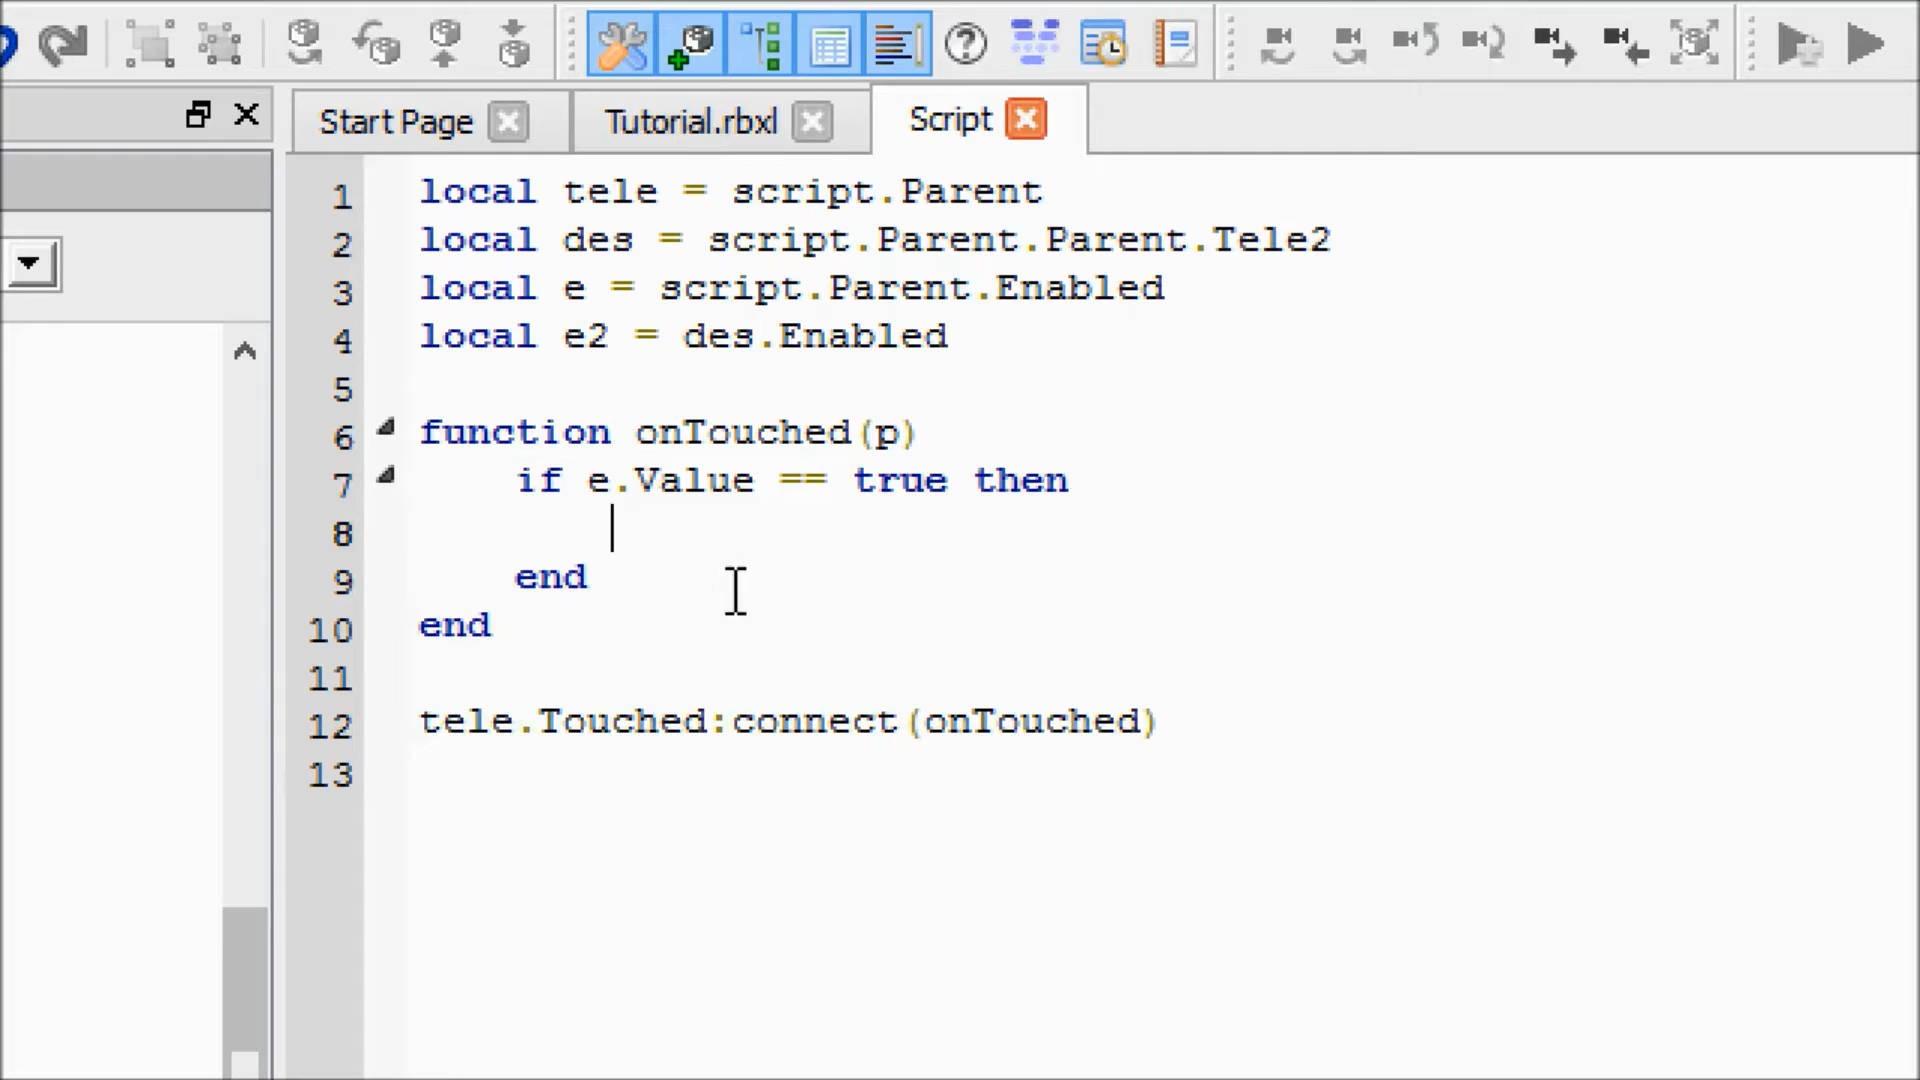 Start Page
Tutorial.rbxl
Script
1 local tele = script.Parent
2 local des = script.Parent.Parent.Tele2
3 local e = script.Parent.Enabled
4 local e2 = des.Enabled
5
6 function onTouched(p)
7 if e.Value == true then
8
9 end
10 end
11
12 tele.Touched:connect(onTouched)
13